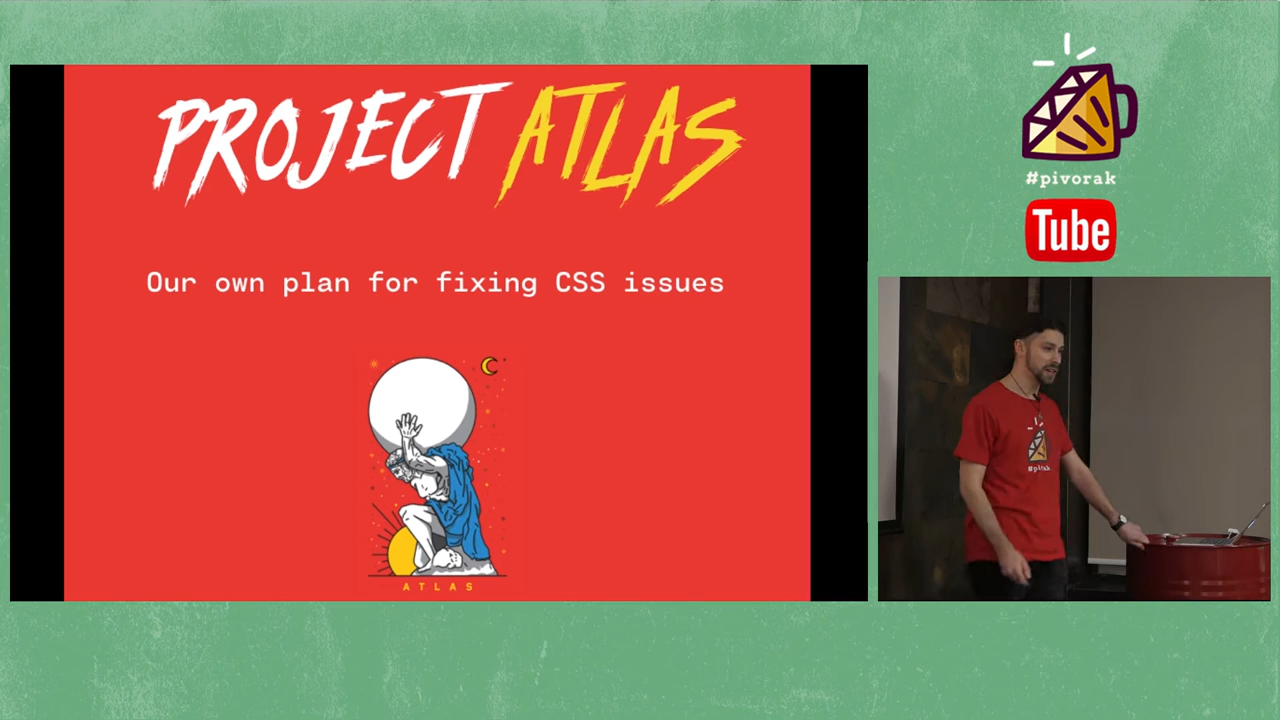 PROJECT ATLAS
Our own plan for fixing CSS issues
ATLAS
#pivorak
Tube